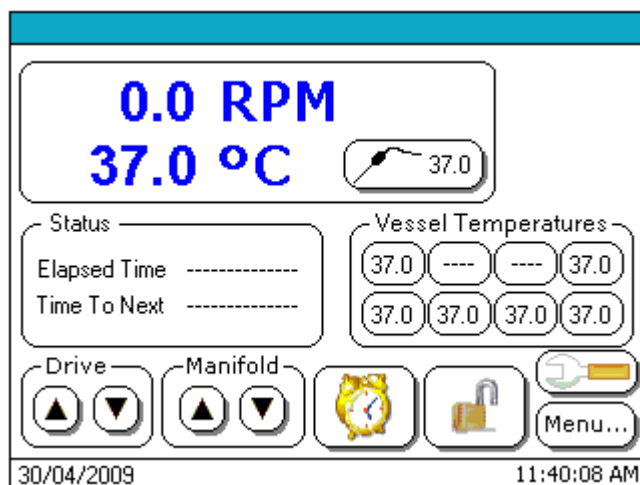 0.0 RPM
37.0 ºC
37.0
Status
Elapsed Time -------------
Time To Next -------------
Vessel Temperatures
37.0 ---- ---- 37.0
37.0 37.0 37.0 37.0
Drive
Manifold
Menu...
30/04/2009
11:40:08 AM